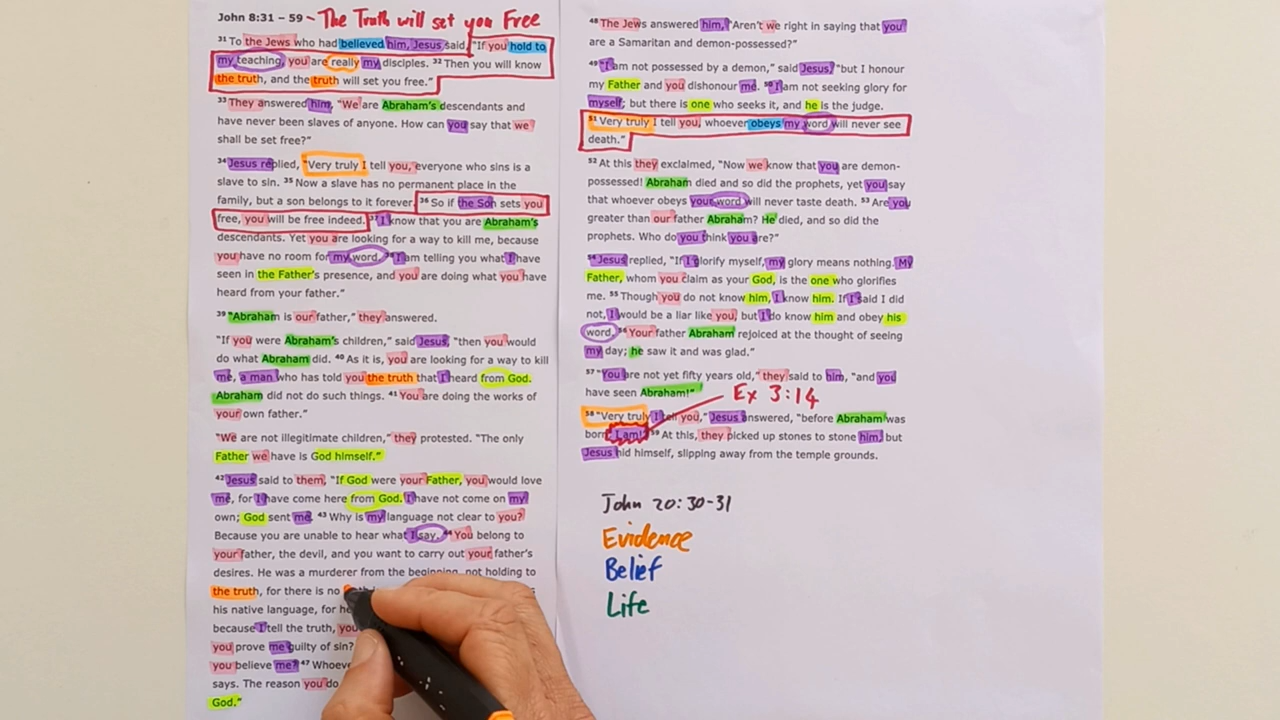 John 8:31 – 59 ~ The Truth will set you Free
31 To the Jews who had believed him, Jesus said, "If you hold to
my teaching, you are really my disciples. 32 Then you will know
the truth, and the truth will set you free."
33 They answered him, "We are Abraham's descendants and
have never been slaves of anyone. How can you say that we
shall be set free?"
34 Jesus replied, "Very truly I tell you, everyone who sins is a
slave to sin. 35 Now a slave has no permanent place in the
family, but a son belongs to it forever. 36 So if the Son sets you
free, you will be free indeed. 37 I know that you are Abraham's
descendants. Yet you are looking for a way to kill me, because
you have no room for my word. 38 I am telling you what I have
seen in the Father's presence, and you are doing what you have
heard from your father."
39 "Abraham is our father," they answered.
"If you were Abraham's children," said Jesus, "then you would
do what Abraham did. 40 As it is, you are looking for a way to kill
me, a man who has told you the truth that I heard from God.
Abraham did not do such things. 41 You are doing the works of
your own father."
"We are not illegitimate children," they protested. "The only
Father we have is God himself."
42 Jesus said to them, "If God were your Father, you would love
me, for I have come here from God. I have not come on my
own; God sent me. 43 Why is my language not clear to you?
Because you are unable to hear what I say. 44 You belong to
your father, the devil, and you want to carry out your father's
desires. He was a murderer from the beginning, not holding to
the truth, for there is no
his native language, for he
because I tell the truth, you
you prove me guilty of sin?
you believe me? 47 Whoever
says. The reason you do
God."
48 The Jews answered him, "Aren't we right in saying that you
are a Samaritan and demon-possessed?"
49 "I am not possessed by a demon," said Jesus, "but I honour
my Father and you dishonour me. 50 I am not seeking glory for
myself; but there is one who seeks it, and he is the judge.
51 Very truly I tell you, whoever obeys my word will never see
death."
52 At this they exclaimed, "Now we know that you are demon-
possessed! Abraham died and so did the prophets, yet you say
that whoever obeys your word will never taste death. 53 Are you
greater than our father Abraham? He died, and so did the
prophets. Who do you think you are?"
54 Jesus replied, "If I glorify myself, my glory means nothing. My
Father, whom you claim as your God, is the one who glorifies
me. 55 Though you do not know him, I know him. If I said I did
not, I would be a liar like you, but I do know him and obey his
word. 56 Your father Abraham rejoiced at the thought of seeing
my day; he saw it and was glad."
57 "You are not yet fifty years old," they said to him, "and you
have seen Abraham!"
Ex 3:14
58 "Very truly I tell you," Jesus answered, "before Abraham was
born, I am!" 59 At this, they picked up stones to stone him, but
Jesus hid himself, slipping away from the temple grounds.
John 20:30-31
Evidence
Belief
Life